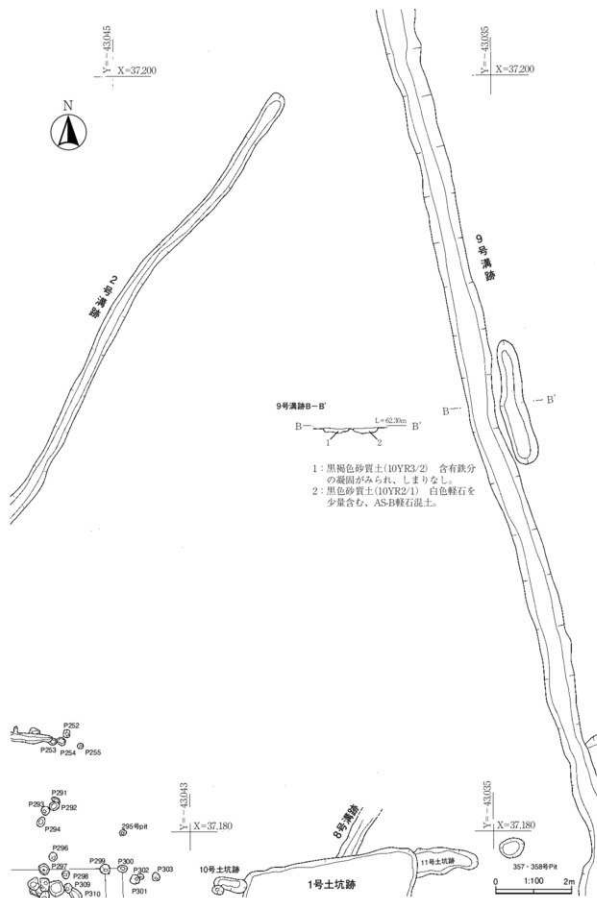 Y=-43,045
X=37,200
Y=-43,035
X=37,200
N
2号溝跡
9号溝跡
9号溝跡B-B'
L=62.30m
B
B'
1
2
B
B'
1：黒褐色砂質土(10YR3/2)　含有鉄分
の凝固がみられ、しまりなし。
2：黒色砂質土(10YR2/1)　白色軽石を
少量含む、AS-B軽石混土。
P252
P253
P254
P255
P291
P293
P292
P294
295号pit
P296
P297
P298
P299
P300
P302
P303
P301
P309
P310
Y=-43,043
X=37,180
8号溝跡
Y=-43,035
X=37,180
10号土坑跡
1号土坑跡
11号土坑跡
357・358号Pit
0
1:100
2m